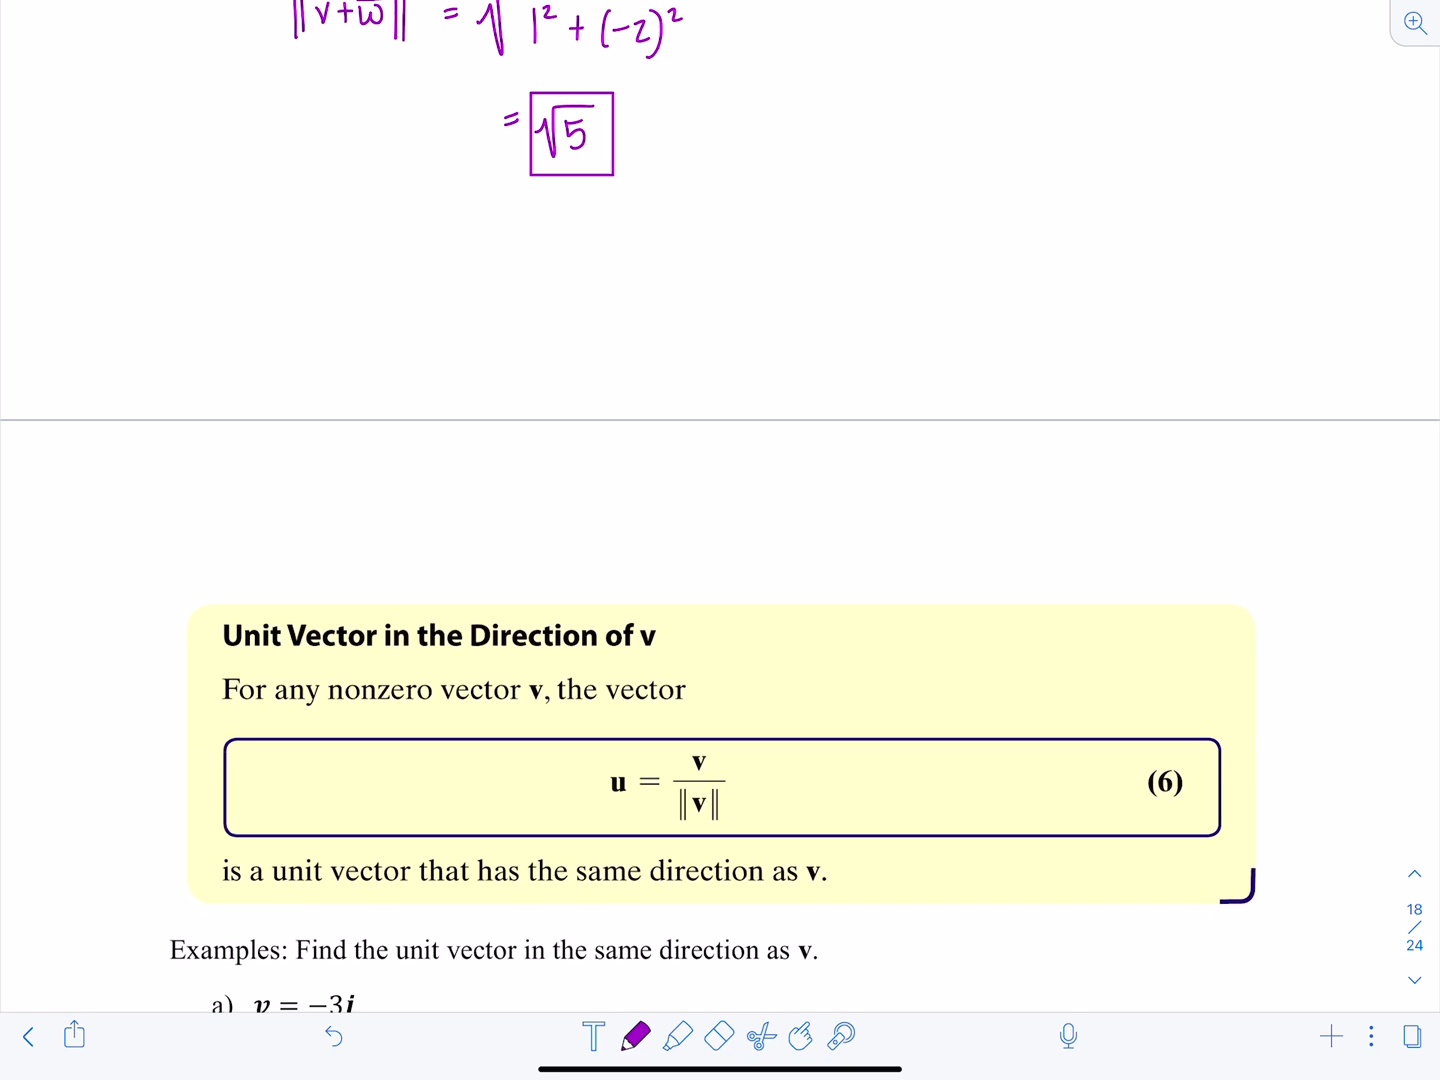 ‖v+w‖ = √ 1² + (-2)²
= √5
Unit Vector in the Direction of v
For any nonzero vector v, the vector
u = v / ‖v‖ (6)
is a unit vector that has the same direction as v.
18
/
24
Examples: Find the unit vector in the same direction as v.
a) v = −3
T